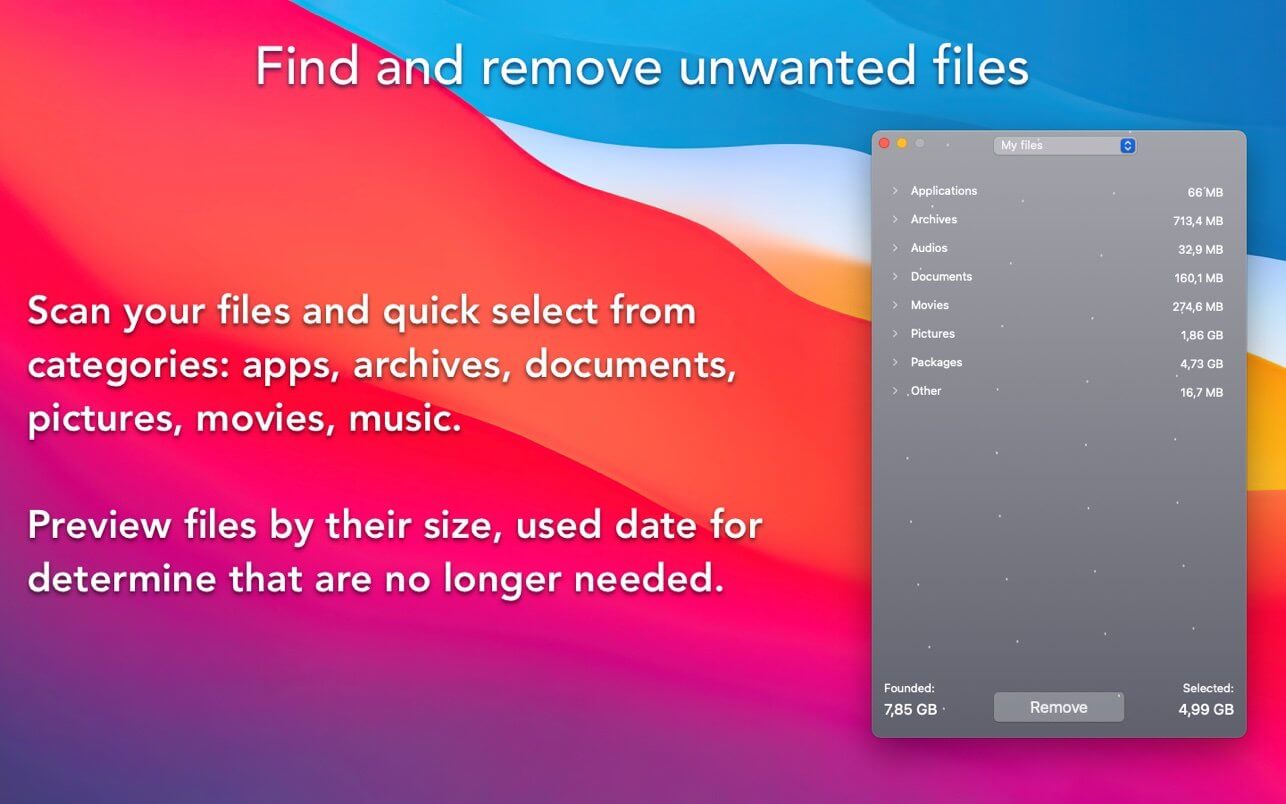 Find and remove unwanted files
Scan your files and quick select from
categories: apps, archives, documents,
pictures, movies, music.
Preview files by their size, used date for
determine that are no longer needed.
My files
Applications 66 MB
Archives 713,4 MB
Audios 32,9 MB
Documents 160,1 MB
Movies 274,6 MB
Pictures 1,86 GB
Packages 4,73 GB
Other 16,7 MB
Founded:
7,85 GB
Remove
Selected:
4,99 GB